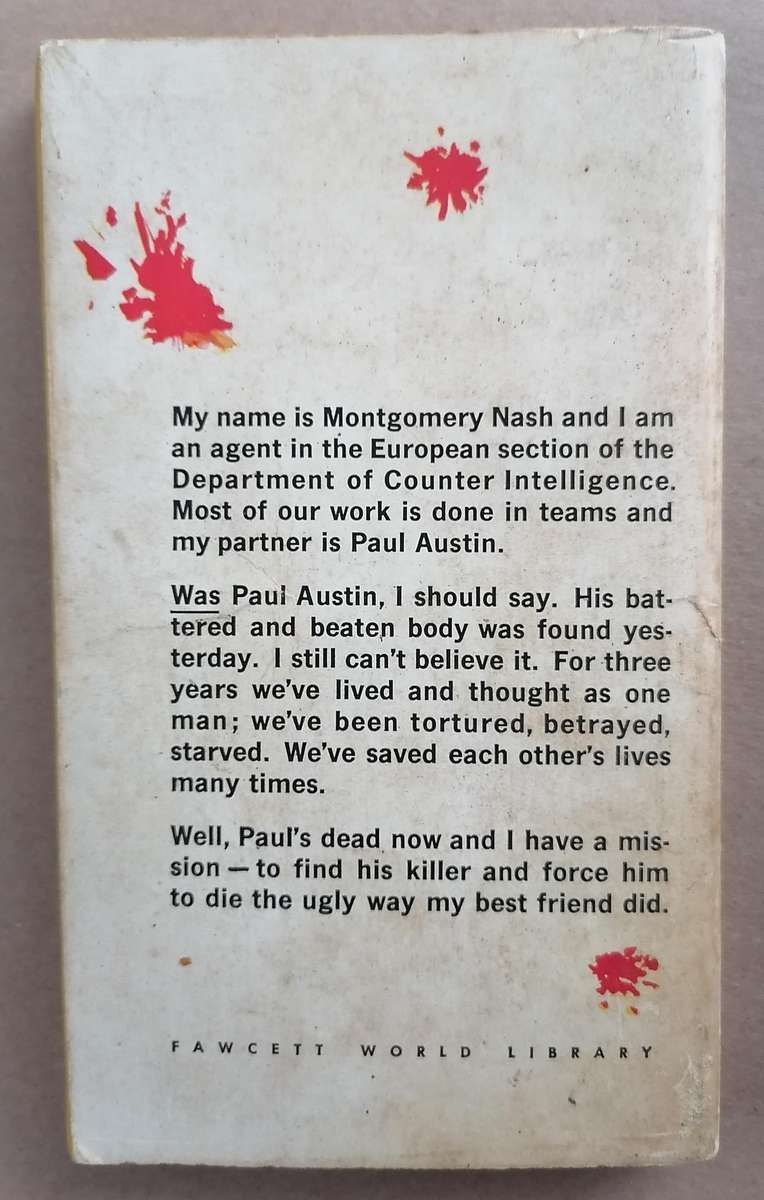 My name is Montgomery Nash and I am
an agent in the European section of the
Department of Counter Intelligence.
Most of our work is done in teams and
my partner is Paul Austin.
Was Paul Austin, I should say. His bat-
tered and beaten body was found yes-
terday. I still can't believe it. For three
years we've lived and thought as one
man; we've been tortured, betrayed,
starved. We've saved each other's lives
many times.
Well, Paul's dead now and I have a mis-
sion — to find his killer and force him
to die the ugly way my best friend did.
FAWCETT WORLD LIBRARY